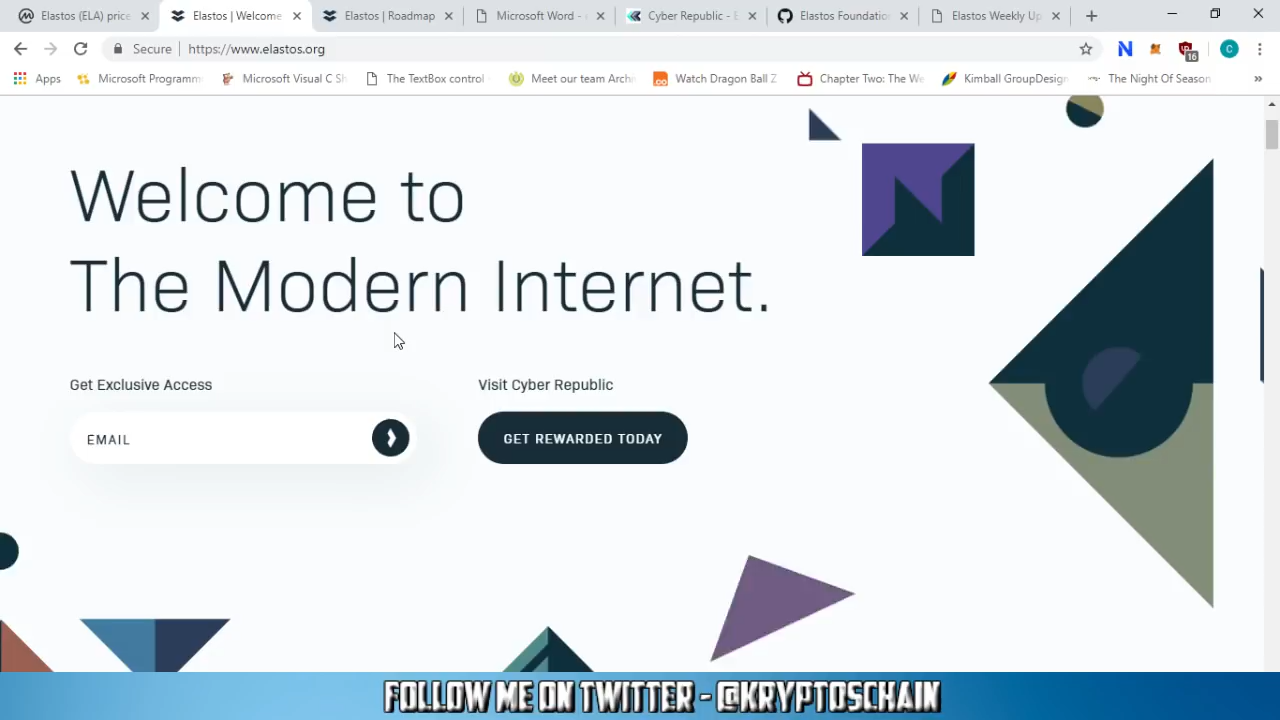 Elastos (ELA) price
Elastos | Welcome
Elastos | Roadmap
Microsoft Word -
Cyber Republic - E
Elastos Foundation
Elastos Weekly Up
Secure
https://www.elastos.org
N
16
C
Apps
Microsoft Programm
Microsoft Visual C Sh
The TextBox control
Meet our team Archi
Watch Dragon Ball Z
Chapter Two: The We
Kimball GroupDesign
The Night Of Season
Welcome to
The Modern Internet.
Get Exclusive Access
Visit Cyber Republic
EMAIL
GET REWARDED TODAY
FOLLOW ME ON TWITTER - @KRYPTOSCHAIN